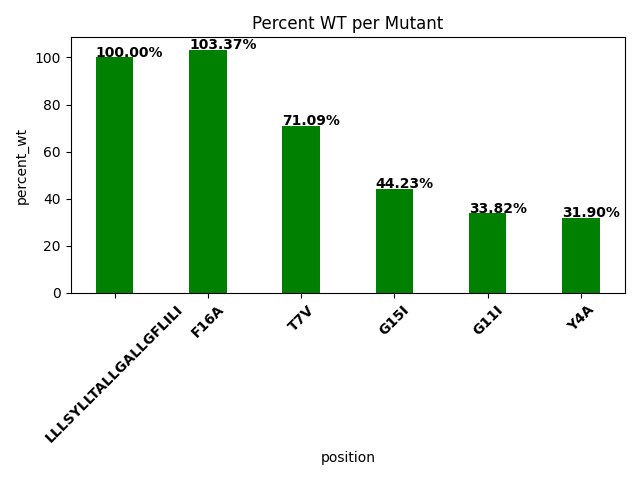 Percent WT per Mutant
percent_wt
100
80
60
40
20
0
100.00%
103.37%
71.09%
44.23%
33.82%
31.90%
LLLSYLLTALLGALLGFLILI
F16A
T7V
G15I
G11I
Y4A
position